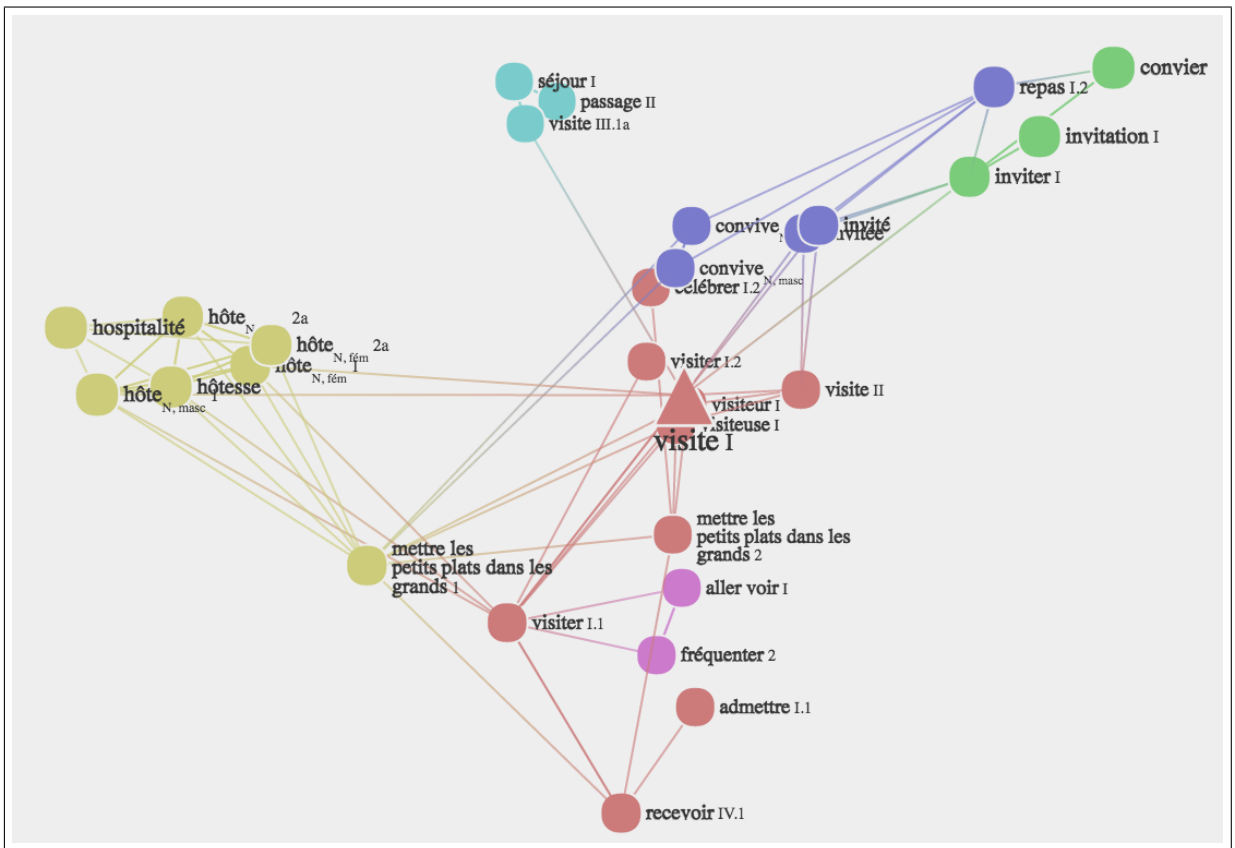 séjour I
passage II
visite III.1a
repas I.2
convier
invitation I
inviter I
convive N
invité
invitée
convive N, masc
célébrer I.2
hospitalité
hôte N 2a
hôte N, fém 2a
hôte N, fém 1
hôtesse
hôte N, masc 1
visiter I.2
visite II
visiteur I
visiteuse I
visite I
mettre les
petits plats dans les
grands 2
mettre les
petits plats dans les
grands 1
aller voir I
visiter I.1
fréquenter 2
admettre I.1
recevoir IV.1